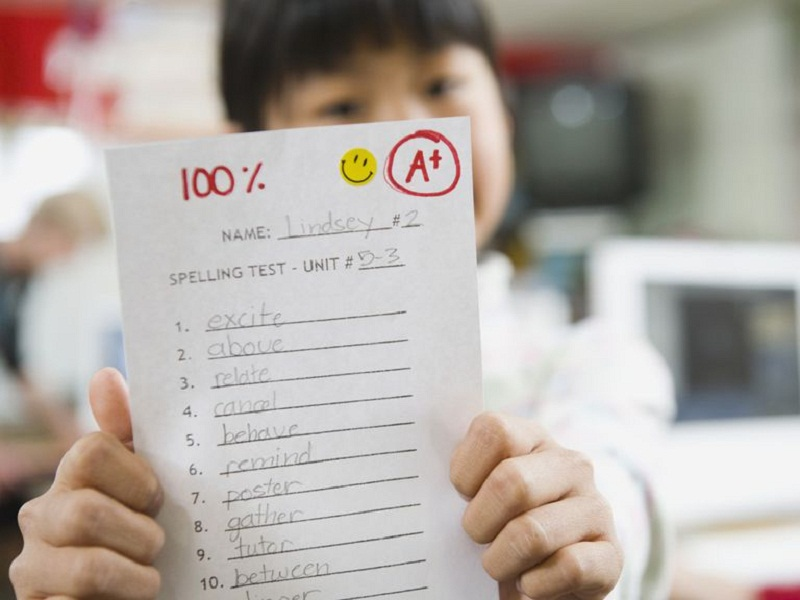 100% A+
NAME: Lindsey #2
SPELLING TEST - UNIT # 5-3
1. excite
2. above
3. relate
4. cancel
5. behave
6. remind
7. poster
8. gather
9. tutor
10. between